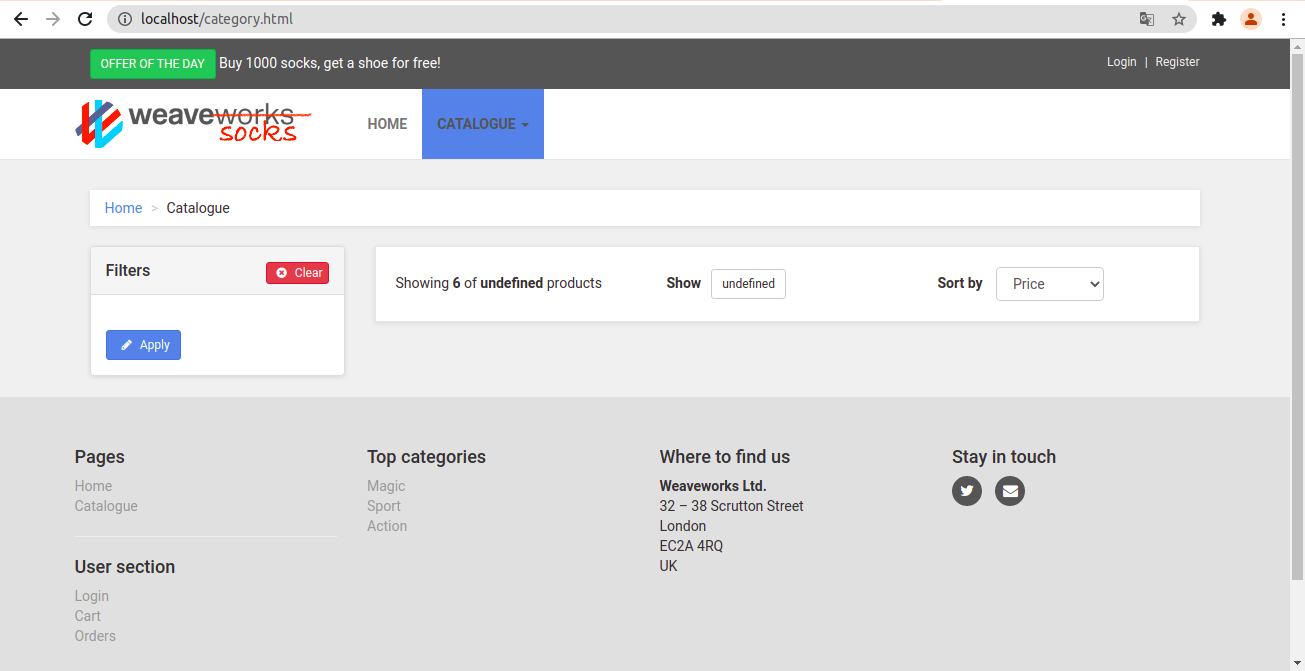 localhost/category.html
OFFER OF THE DAY Buy 1000 socks, get a shoe for free!
Login | Register
weaveworks
socks
HOME
CATALOGUE
Home > Catalogue
Filters
Clear
Apply
Showing 6 of undefined products
Show undefined
Sort by Price
Pages
Home
Catalogue
User section
Login
Cart
Orders
Top categories
Magic
Sport
Action
Where to find us
Weaveworks Ltd.
32 – 38 Scrutton Street
London
EC2A 4RQ
UK
Stay in touch